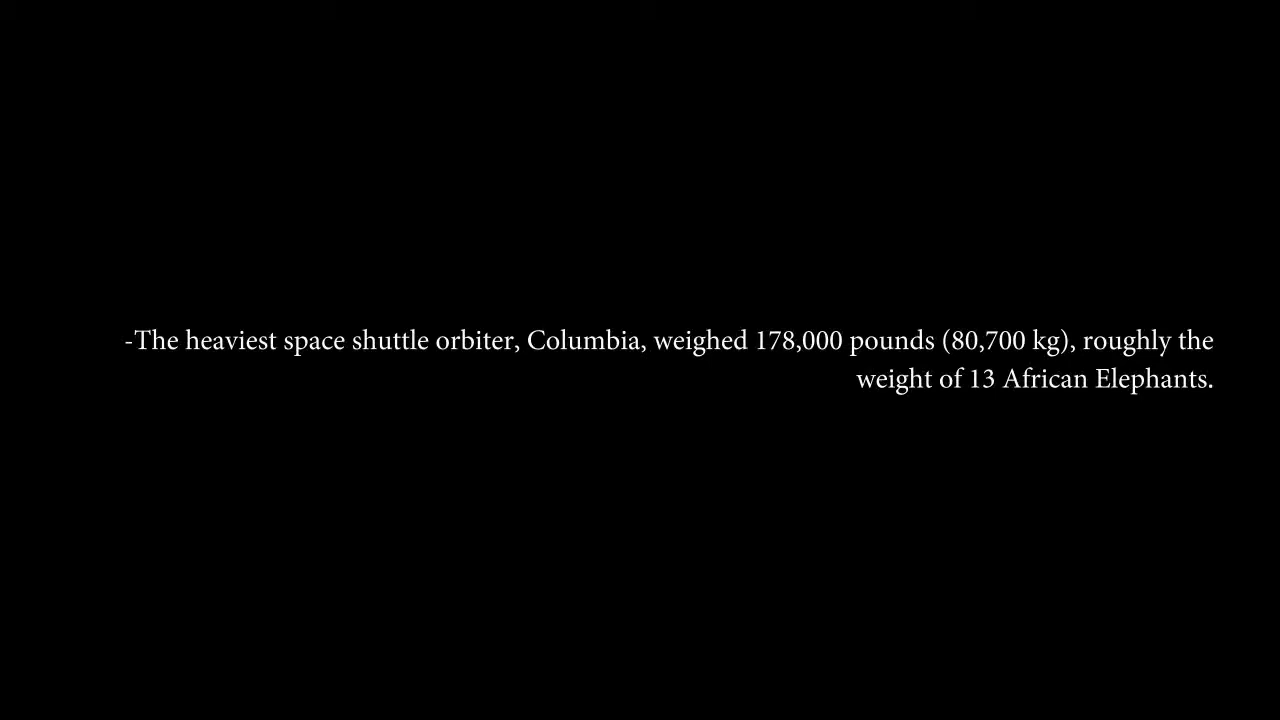 -The heaviest space shuttle orbiter, Columbia, weighed 178,000 pounds (80,700 kg), roughly the
weight of 13 African Elephants.